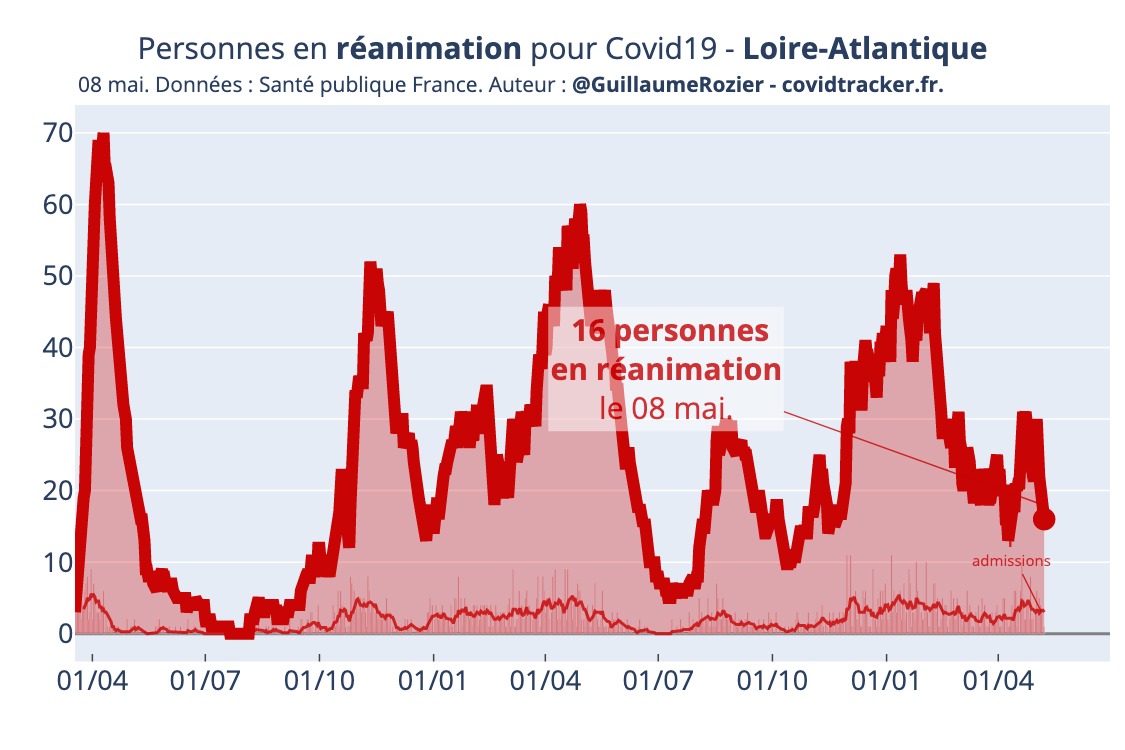 Personnes en réanimation pour Covid19 - Loire-Atlantique
08 mai. Données : Santé publique France. Auteur : @GuillaumeRozier - covidtracker.fr.
70
60
50
40
30
20
10
0
16 personnes
en réanimation
le 08 mai.
admissions
01/04 01/07 01/10 01/01 01/04 01/07 01/10 01/01 01/04